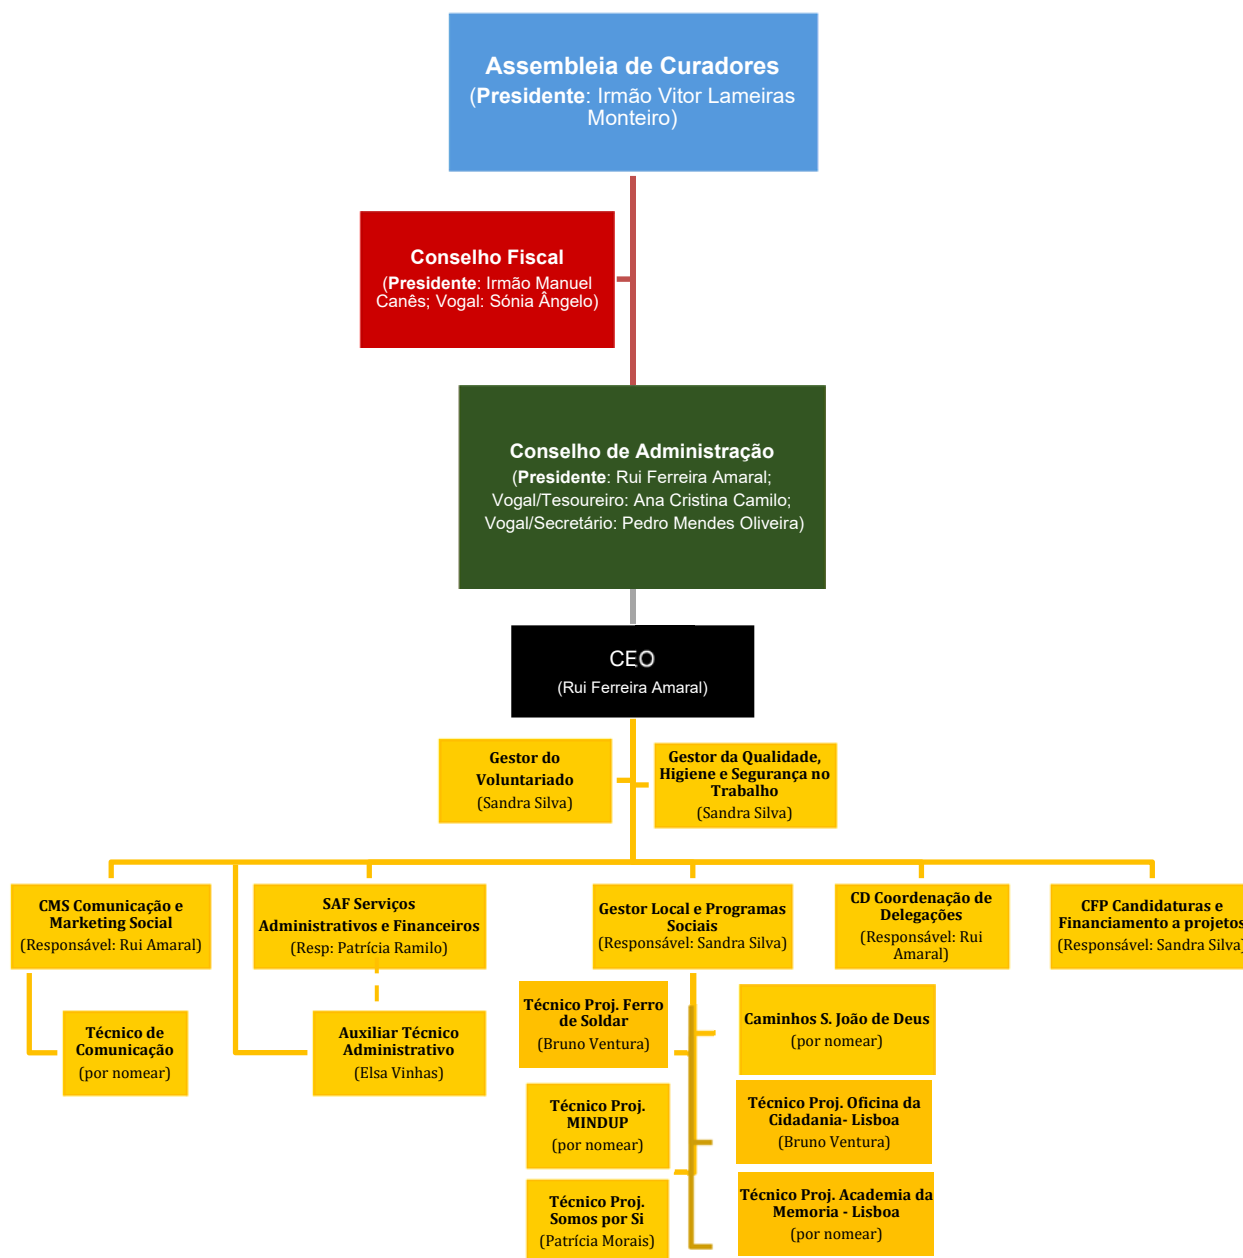 Assembleia de Curadores
(Presidente: Irmão Vitor Lameiras
Monteiro)
Conselho Fiscal
(Presidente: Irmão Manuel
Canês; Vogal: Sónia Ângelo)
Conselho de Administração
(Presidente: Rui Ferreira Amaral;
Vogal/Tesoureiro: Ana Cristina Camilo;
Vogal/Secretário: Pedro Mendes Oliveira)
CEO
(Rui Ferreira Amaral)
Gestor do
Voluntariado
(Sandra Silva)
Gestor da Qualidade,
Higiene e Segurança no
Trabalho
(Sandra Silva)
CMS Comunicação e
Marketing Social
(Responsável: Rui Amaral)
SAF Serviços
Administrativos e Financeiros
(Resp: Patrícia Ramilo)
Gestor Local e Programas
Sociais
(Responsável: Sandra Silva)
CD Coordenação de
Delegações
(Responsável: Rui
Amaral)
CFP Candidaturas e
Financiamento a projetos
(Responsável: Sandra Silva)
Técnico de
Comunicação
(por nomear)
Auxiliar Técnico
Administrativo
(Elsa Vinhas)
Técnico Proj. Ferro
de Soldar
(Bruno Ventura)
Caminhos S. João de Deus
(por nomear)
Técnico Proj.
MINDUP
(por nomear)
Técnico Proj. Oficina da
Cidadania- Lisboa
(Bruno Ventura)
Técnico Proj.
Somos por Si
(Patrícia Morais)
Técnico Proj. Academia da
Memoria - Lisboa
(por nomear)